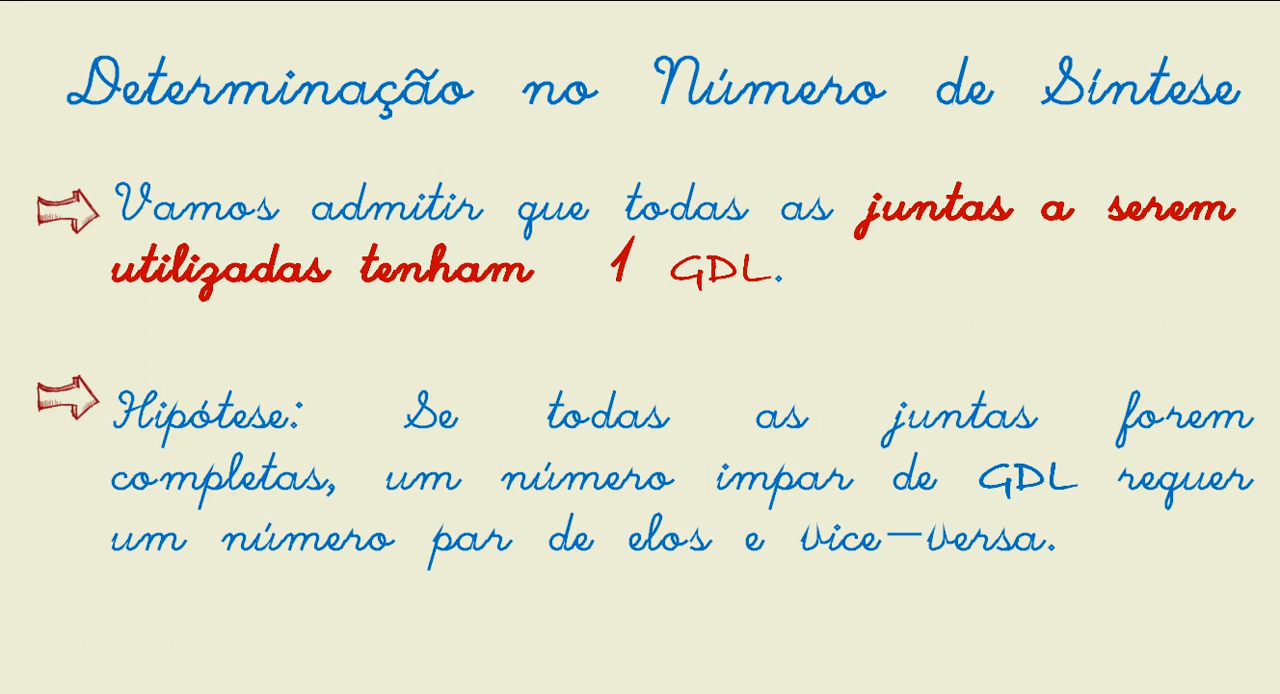 Determinação no Número de Síntese
Vamos admitir que todas as juntas a serem
utilizadas tenham 1 GDL.
Hipótese: Se todas as juntas forem
completas, um número impar de GDL requer
um número par de elos e vice-versa.